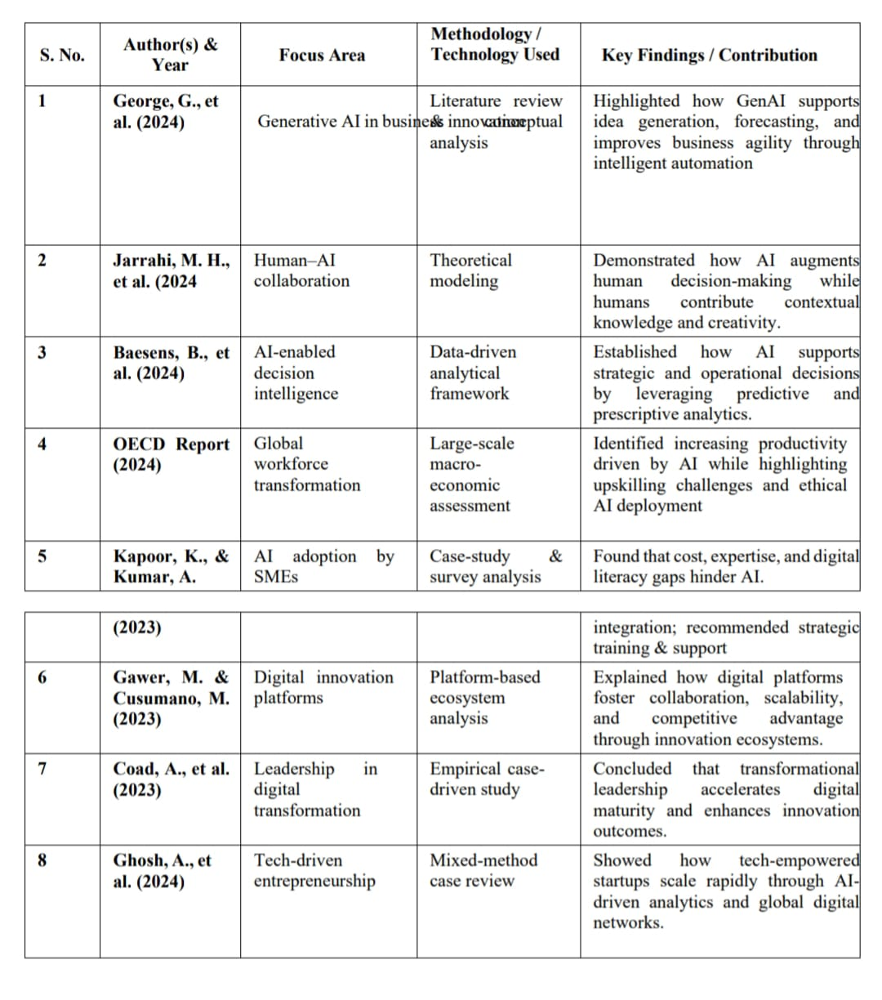 S. No.
Author(s) &
Year
Focus Area
Methodology /
Technology Used
Key Findings / Contribution
1
George, G., et
al. (2024)
Generative AI in business innovation
Literature review
& conceptual
analysis
Highlighted how GenAI supports
idea generation, forecasting, and
improves business agility through
intelligent automation
2
Jarrahi, M. H.,
et al. (2024
Human–AI
collaboration
Theoretical
modeling
Demonstrated how AI augments
human decision-making while
humans contribute contextual
knowledge and creativity.
3
Baesens, B., et
al. (2024)
AI-enabled
decision
intelligence
Data-driven
analytical
framework
Established how AI supports
strategic and operational decisions
by leveraging predictive and
prescriptive analytics.
4
OECD Report
(2024)
Global
workforce
transformation
Large-scale
macro-
economic
assessment
Identified increasing productivity
driven by AI while highlighting
upskilling challenges and ethical
AI deployment
5
Kapoor, K., &
Kumar, A.
AI adoption by
SMEs
Case-study &
survey analysis
Found that cost, expertise, and digital
literacy gaps hinder AI.
(2023)
integration; recommended strategic
training & support
6
Gawer, M. &
Cusumano, M.
(2023)
Digital innovation
platforms
Platform-based
ecosystem
analysis
Explained how digital platforms
foster collaboration, scalability,
and competitive advantage
through innovation ecosystems.
7
Coad, A., et al.
(2023)
Leadership in
digital
transformation
Empirical case-
driven study
Concluded that transformational
leadership accelerates digital
maturity and enhances innovation
outcomes.
8
Ghosh, A., et
al. (2024)
Tech-driven
entrepreneurship
Mixed-method
case review
Showed how tech-empowered
startups scale rapidly through AI-
driven analytics and global digital
networks.